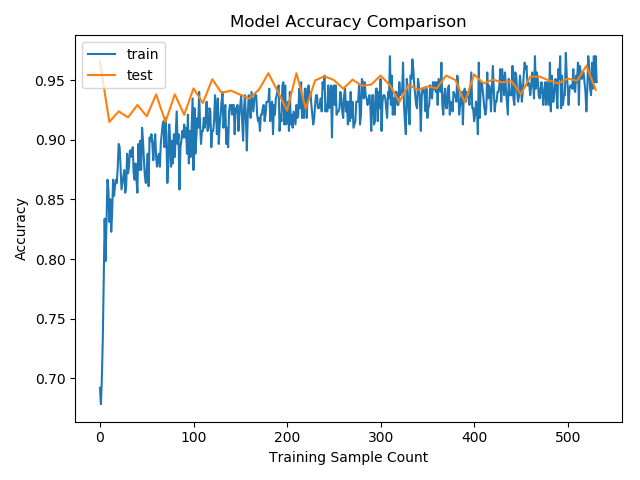 Model Accuracy Comparison
train
test
0.95
0.90
0.85
0.80
0.75
0.70
Accuracy
0
100
200
300
400
500
Training Sample Count